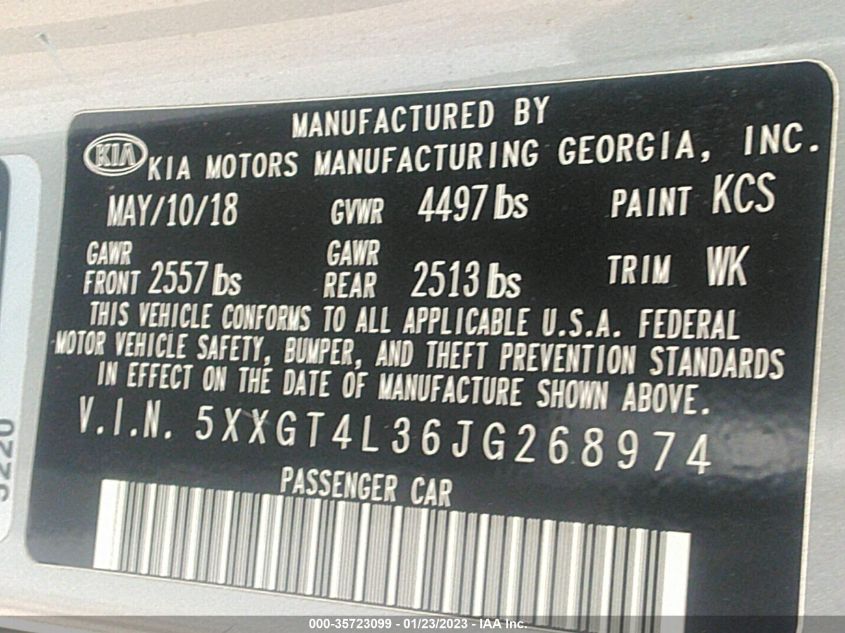 MANUFACTURED BY
KIA KIA MOTORS MANUFACTURING GEORGIA, INC.
MAY/10/18 GVWR 4497 lbs PAINT KCS
GAWR FRONT 2557 lbs GAWR REAR 2513 lbs TRIM WK
THIS VEHICLE CONFORMS TO ALL APPLICABLE U.S.A. FEDERAL
MOTOR VEHICLE SAFETY, BUMPER, AND THEFT PREVENTION STANDARDS
IN EFFECT ON THE DATE OF MANUFACTURE SHOWN ABOVE.
V.I.N. 5XXGT4L36JG268974
PASSENGER CAR
000-35723099 - 01/23/2023 - IAA Inc.